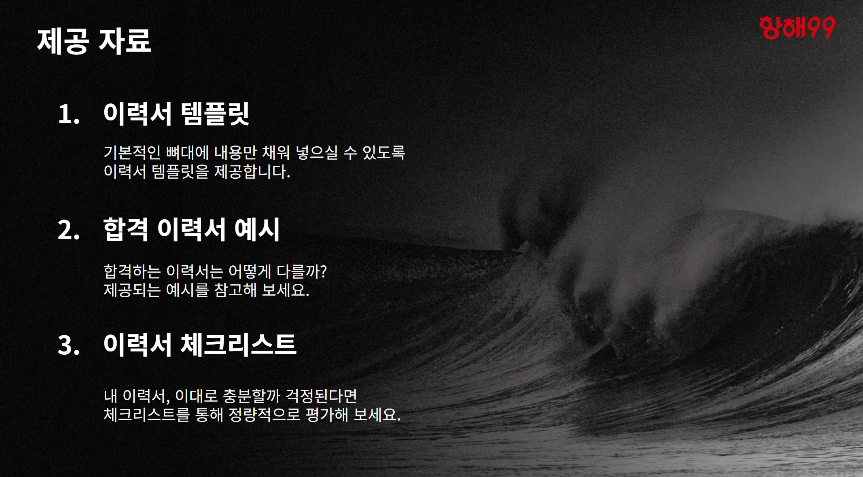 제공 자료
항해99
1. 이력서 템플릿
기본적인 뼈대에 내용만 채워 넣으실 수 있도록
이력서 템플릿을 제공합니다.
2. 합격 이력서 예시
합격하는 이력서는 어떻게 다를까?
제공되는 예시를 참고해 보세요.
3. 이력서 체크리스트
내 이력서, 이대로 충분할까 걱정된다면
체크리스트를 통해 정량적으로 평가해 보세요.